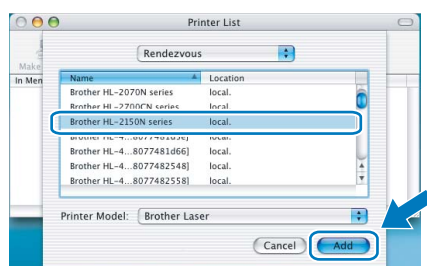 Printer List
Rendezvous
Make
In Men
Name Location
Brother HL-2070N series local.
Brother HL-2700CN series local.
Brother HL-2150N series local.
local.
Brother HL-4...8077481d66] local.
Brother HL-4...8077482548] local.
Brother HL-4...8077482558] local.
Printer Model: Brother Laser
Cancel Add